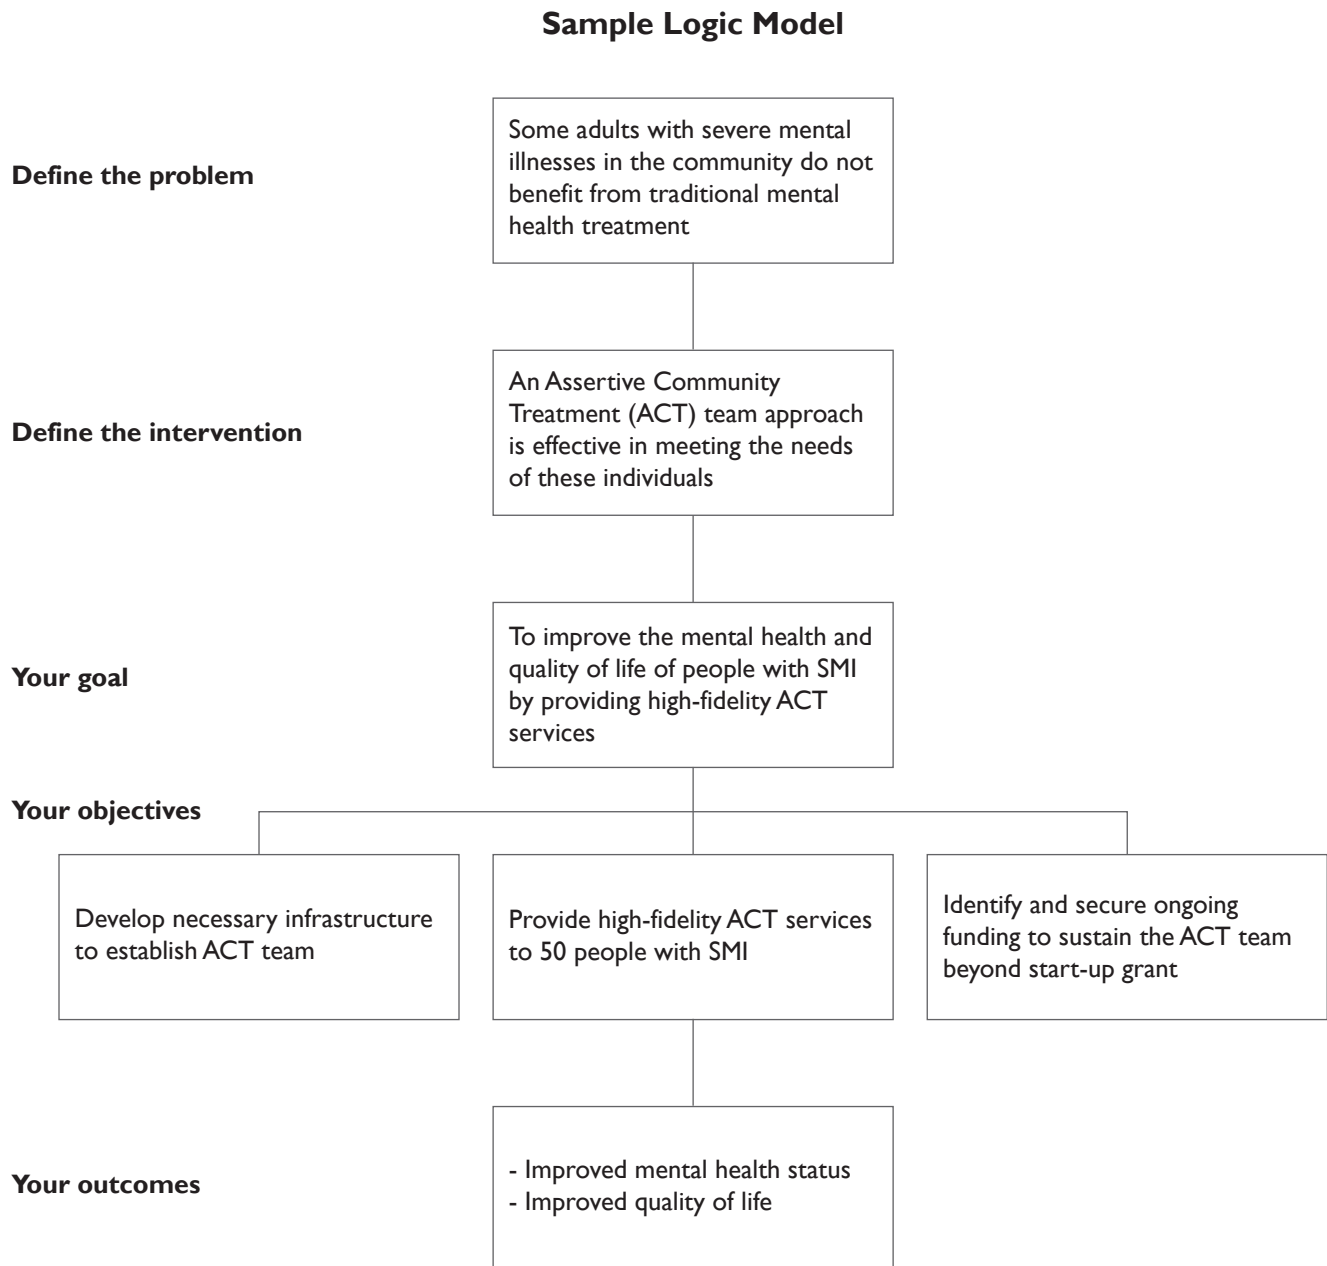 Sample Logic Model
Define the problem
Some adults with severe mental
illnesses in the community do not
benefit from traditional mental
health treatment
Define the intervention
An Assertive Community
Treatment (ACT) team approach
is effective in meeting the needs
of these individuals
Your goal
To improve the mental health and
quality of life of people with SMI
by providing high-fidelity ACT
services
Your objectives
Develop necessary infrastructure
to establish ACT team
Provide high-fidelity ACT services
to 50 people with SMI
Identify and secure ongoing
funding to sustain the ACT team
beyond start-up grant
Your outcomes
- Improved mental health status
- Improved quality of life